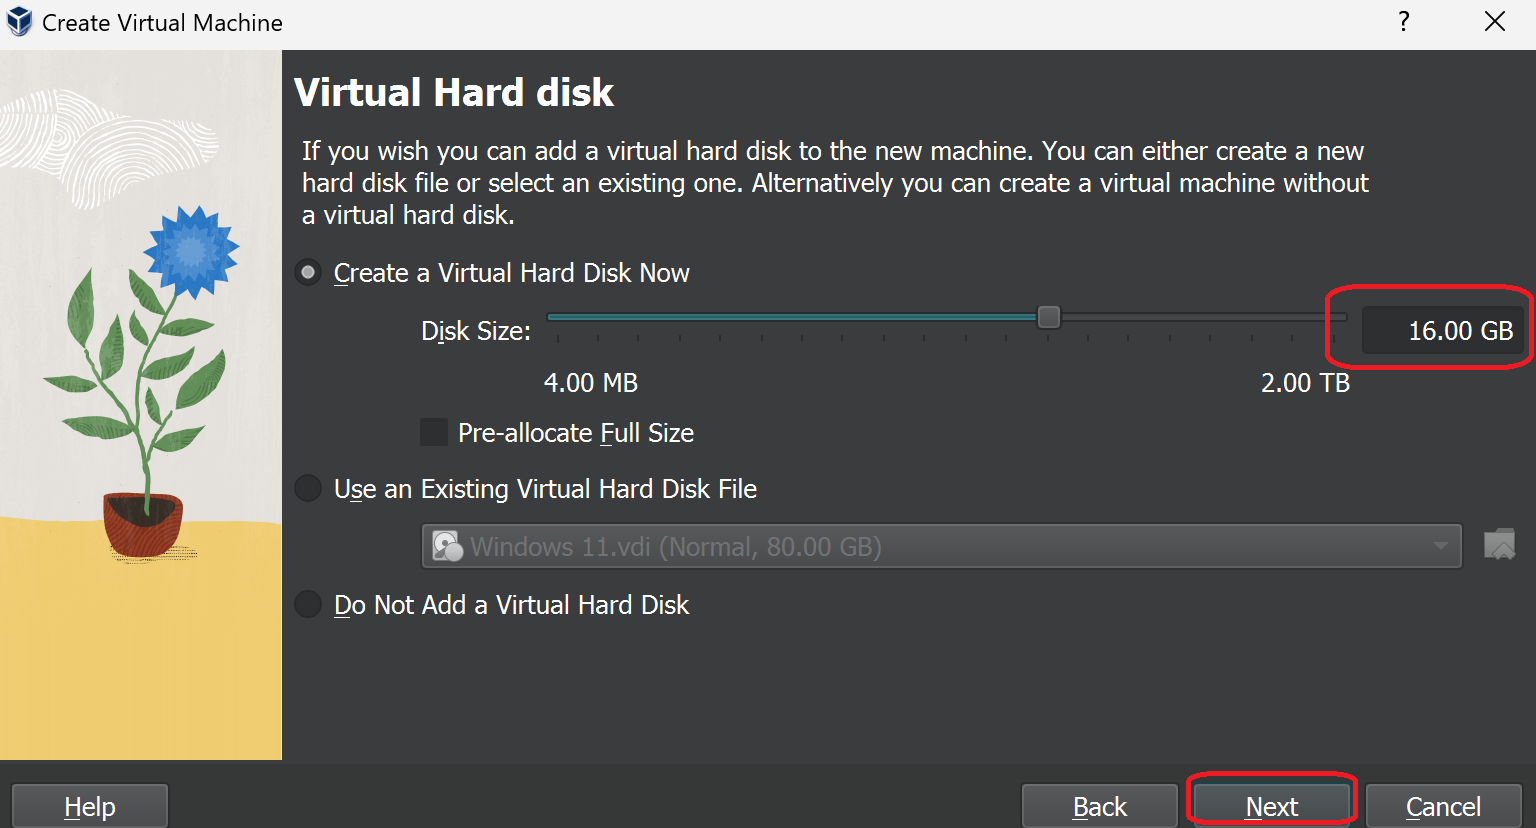 Create Virtual Machine
?
Virtual Hard disk
If you wish you can add a virtual hard disk to the new machine. You can either create a new
hard disk file or select an existing one. Alternatively you can create a virtual machine without
a virtual hard disk.
Create a Virtual Hard Disk Now
Disk Size:
16.00 GB
4.00 MB
2.00 TB
Pre-allocate Full Size
Use an Existing Virtual Hard Disk File
Windows 11.vdi (Normal, 80.00 GB)
Do Not Add a Virtual Hard Disk
Help
Back
Next
Cancel